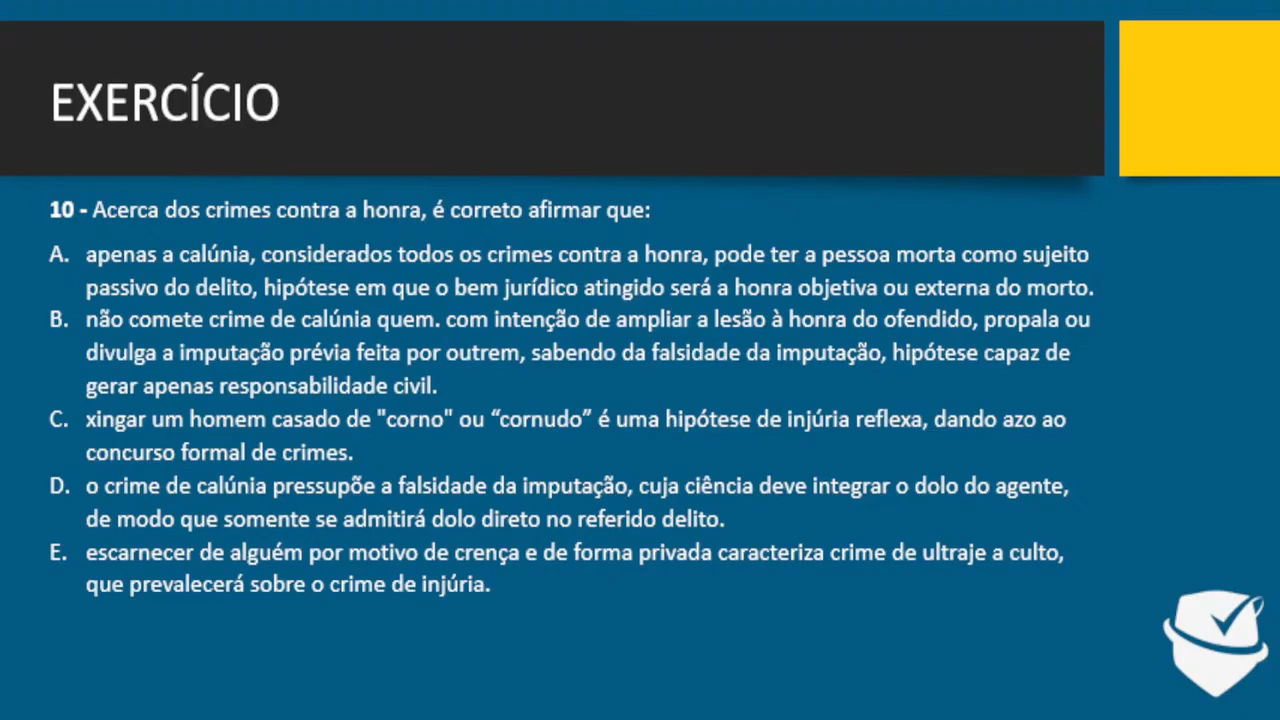 EXERCÍCIO
10 - Acerca dos crimes contra a honra, é correto afirmar que:
A. apenas a calúnia, considerados todos os crimes contra a honra, pode ter a pessoa morta como sujeito
passivo do delito, hipótese em que o bem jurídico atingido será a honra objetiva ou externa do morto.
B. não comete crime de calúnia quem. com intenção de ampliar a lesão à honra do ofendido, propala ou
divulga a imputação prévia feita por outrem, sabendo da falsidade da imputação, hipótese capaz de
gerar apenas responsabilidade civil.
C. xingar um homem casado de "corno" ou “cornudo” é uma hipótese de injúria reflexa, dando azo ao
concurso formal de crimes.
D. o crime de calúnia pressupõe a falsidade da imputação, cuja ciência deve integrar o dolo do agente,
de modo que somente se admitirá dolo direto no referido delito.
E. escarnecer de alguém por motivo de crença e de forma privada caracteriza crime de ultraje a culto,
que prevalecerá sobre o crime de injúria.